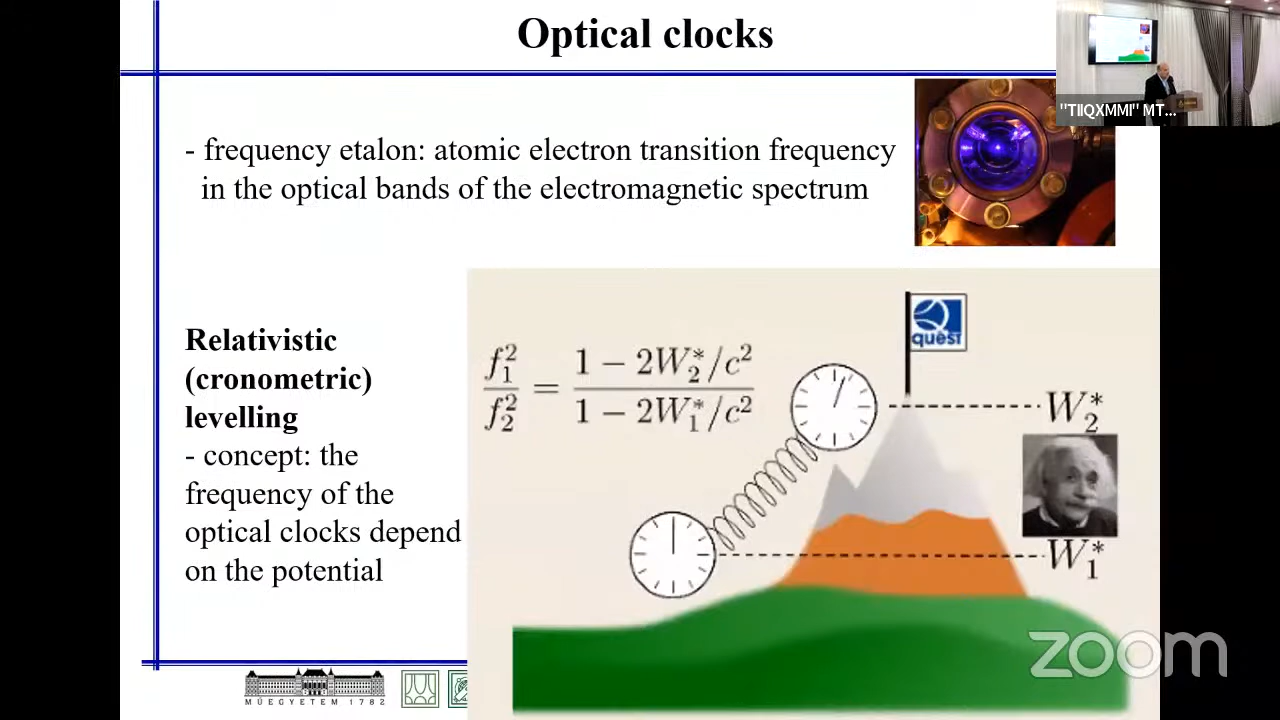 Optical clocks
"TIIQXMMI" MT...
- frequency etalon: atomic electron transition frequency
in the optical bands of the electromagnetic spectrum
Relativistic
(cronometric)
levelling
- concept: the
frequency of the
optical clocks depend
on the potential
f₁²/f₂² = (1 − 2W₂*/c²)/(1 − 2W₁*/c²)
quest
W₂*
W₁*
MŰEGYETEM 1782
zoom